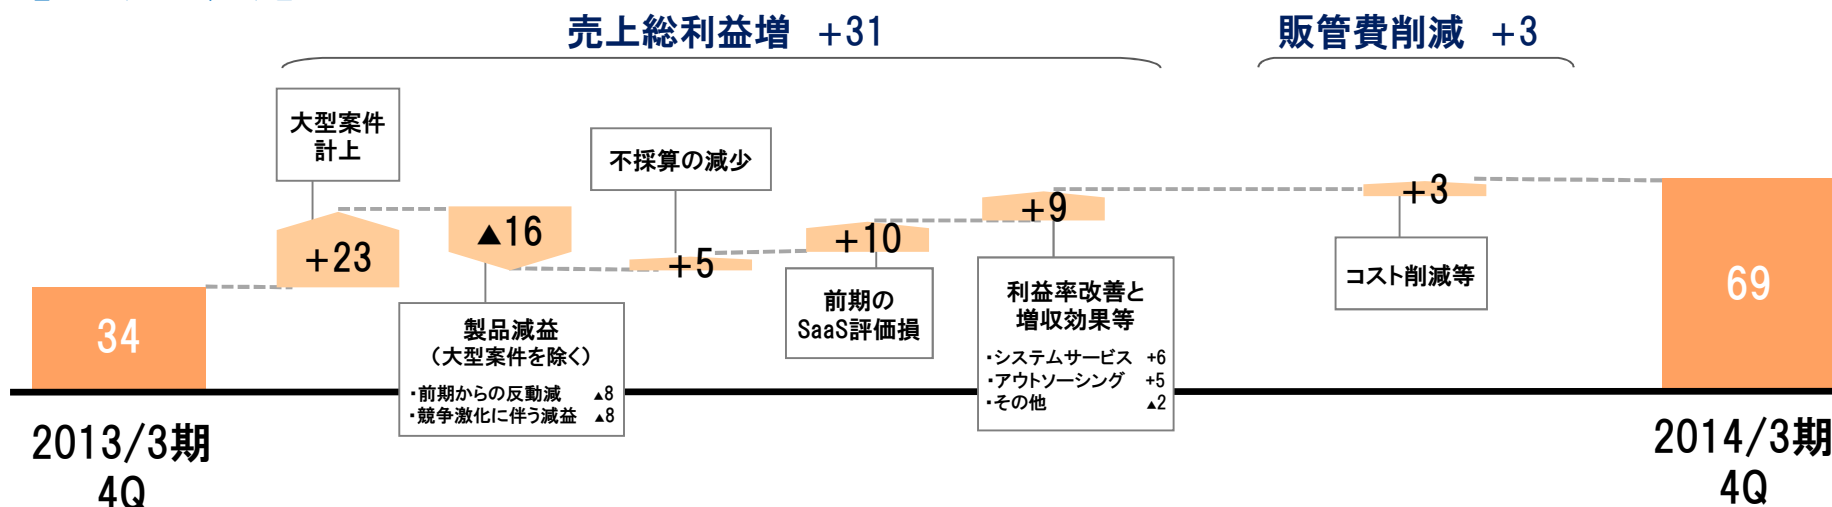 売上総利益増 +31
販管費削減 +3
大型案件
計上
+23
▲16
製品減益
(大型案件を除く)
・前期からの反動減 ▲8
・競争激化に伴う減益 ▲8
不採算の減少
+5
+10
前期の
SaaS評価損
+9
利益率改善と
増収効果等
・システムサービス +6
・アウトソーシング +5
・その他 ▲2
+3
コスト削減等
34
69
2013/3期
4Q
2014/3期
4Q